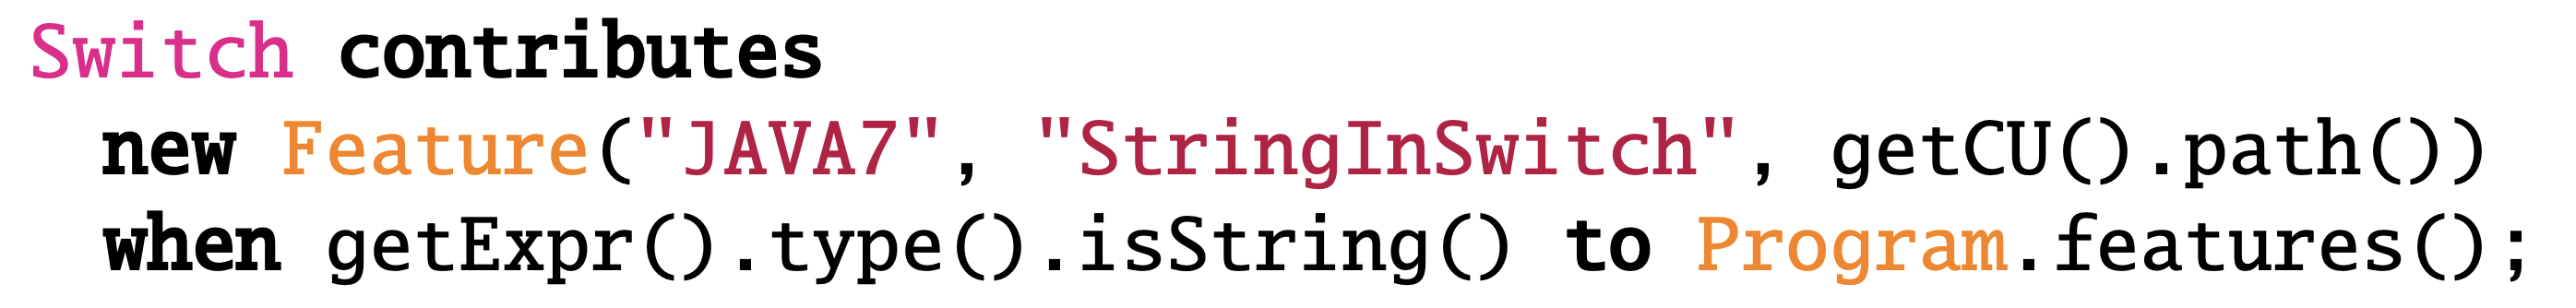 Switch contributes
new Feature("JAVA7", "StringInSwitch", getCU().path())
when getExpr().type().isString() to Program.features();